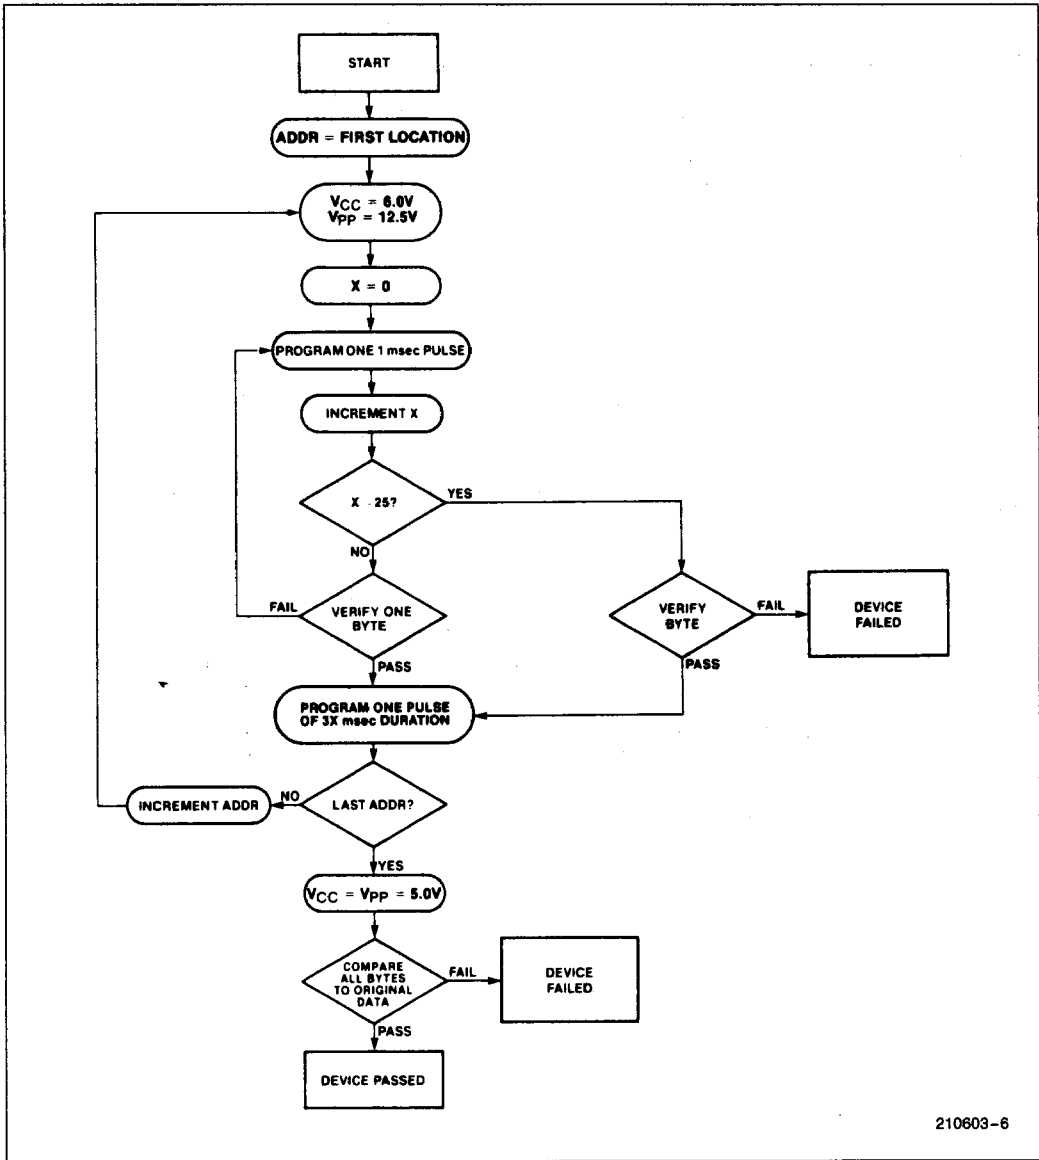 START
ADDR = FIRST LOCATION
VCC = 6.0V
VPP = 12.5V
X = 0
PROGRAM ONE 1 msec PULSE
INCREMENT X
X - 25?
YES
NO
VERIFY ONE
BYTE
FAIL
PASS
VERIFY
BYTE
FAIL
DEVICE
FAILED
PASS
PROGRAM ONE PULSE
OF 3X msec DURATION
LAST ADDR?
NO
INCREMENT ADDR
YES
VCC = VPP = 5.0V
COMPARE
ALL BYTES
TO ORIGINAL
DATA
FAIL
DEVICE
FAILED
PASS
DEVICE PASSED
210603-6